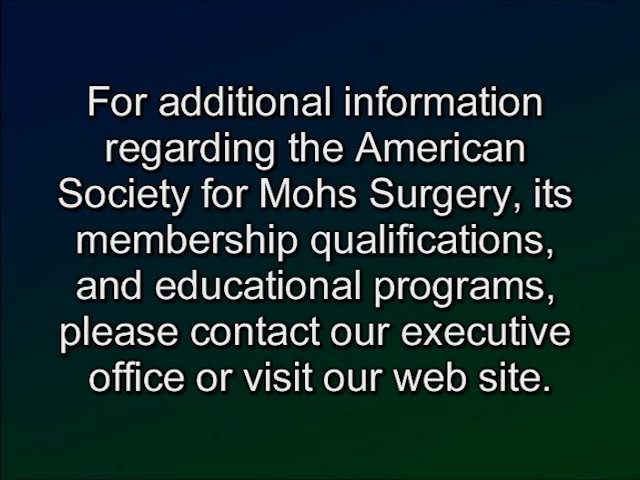 For additional information
regarding the American
Society for Mohs Surgery, its
membership qualifications,
and educational programs,
please contact our executive
office or visit our web site.